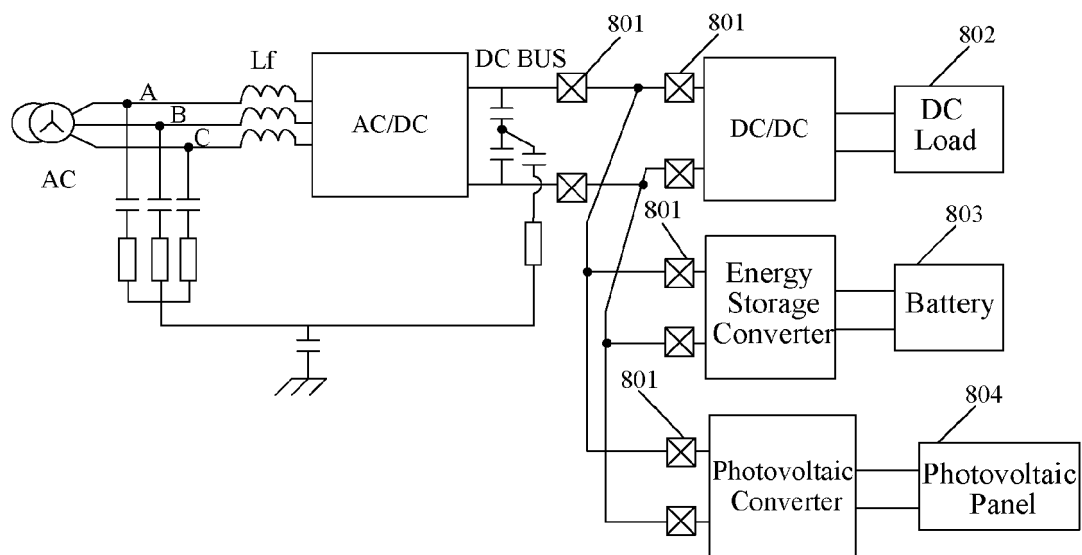 801
801
802
Lf
DC BUS
A
B
C
AC
AC/DC
DC/DC
DC
Load
801
803
Energy
Storage
Converter
Battery
801
804
Photovoltaic
Converter
Photovoltaic
Panel